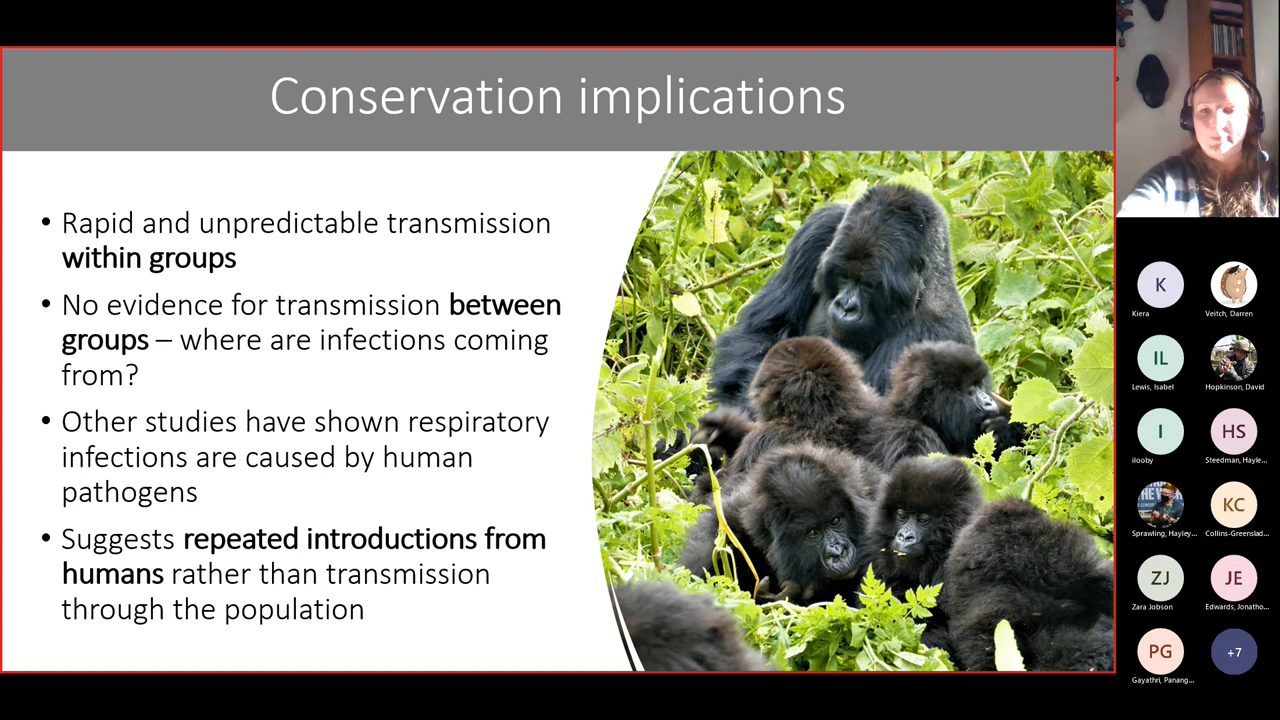 Conservation implications
• Rapid and unpredictable transmission
within groups
• No evidence for transmission between
groups – where are infections coming
from?
• Other studies have shown respiratory
infections are caused by human
pathogens
• Suggests repeated introductions from
humans rather than transmission
through the population
K
Kiera
Veitch, Darren
IL
Lewis, Isabel
Hopkinson, David
I
ilooby
HS
Steedman, Hayle...
Sprawling, Hayley...
KC
Collins-Greenslad...
ZJ
Zara Jobson
JE
Edwards, Jonatho...
PG
Gayathri, Panang...
+7